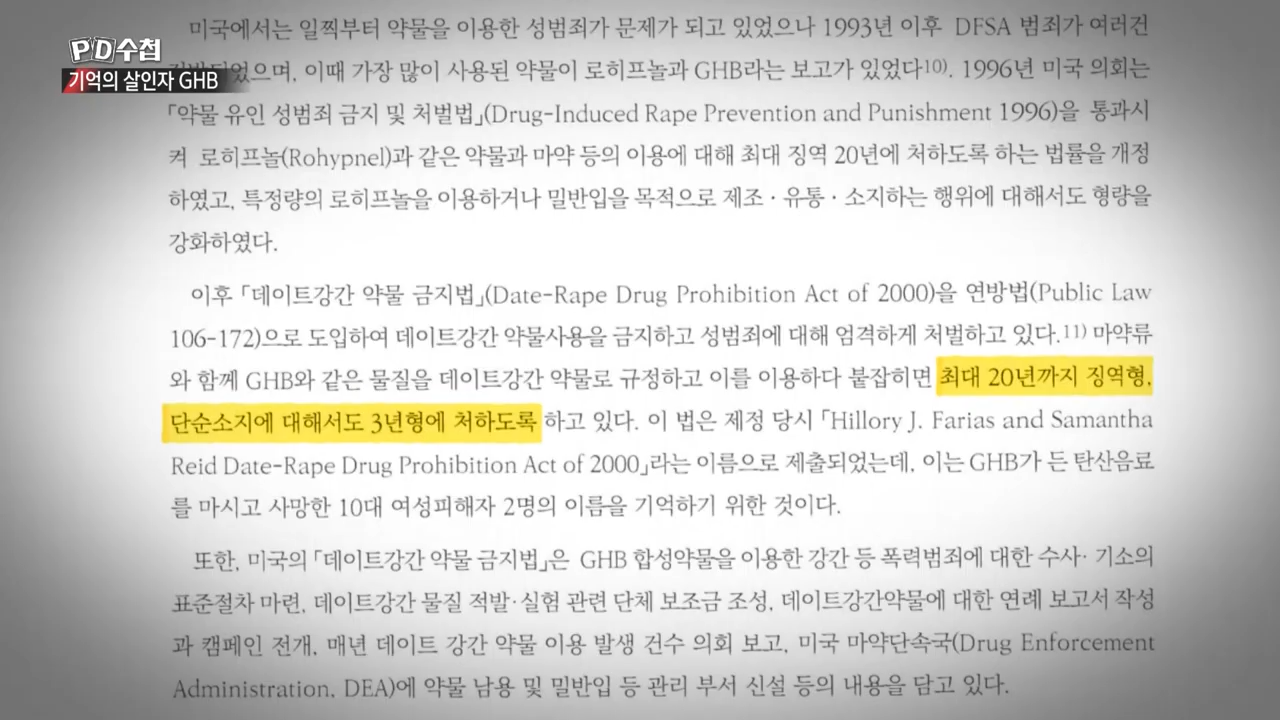 PD수첩
기억의 살인자 GHB
미국에서는 일찍부터 약물을 이용한 성범죄가 문제가 되고 있었으나 1993년 이후 DFSA 범죄가 여러건
었으며, 이때 가장 많이 사용된 약물이 로히프놀과 GHB라는 보고가 있었다10). 1996년 미국 의회는
「약물 유인 성범죄 금지 및 처벌법」(Drug-Induced Rape Prevention and Punishment 1996)을 통과시
켜 로히프놀(Rohypnel)과 같은 약물과 마약 등의 이용에 대해 최대 징역 20년에 처하도록 하는 법률을 개정
하였고, 특정량의 로히프놀을 이용하거나 밀반입을 목적으로 제조·유통·소지하는 행위에 대해서도 형량을
강화하였다.
이후 「데이트강간 약물 금지법」(Date-Rape Drug Prohibition Act of 2000)을 연방법(Public Law
106-172)으로 도입하여 데이트강간 약물사용을 금지하고 성범죄에 대해 엄격하게 처벌하고 있다.11) 마약류
와 함께 GHB와 같은 물질을 데이트강간 약물로 규정하고 이를 이용하다 붙잡히면 최대 20년까지 징역형,
단순소지에 대해서도 3년형에 처하도록 하고 있다. 이 법은 제정 당시 「Hillory J. Farias and Samantha
Reid Date-Rape Drug Prohibition Act of 2000」라는 이름으로 제출되었는데, 이는 GHB가 든 탄산음료
를 마시고 사망한 10대 여성피해자 2명의 이름을 기억하기 위한 것이다.
또한, 미국의 「데이트강간 약물 금지법」은 GHB 합성약물을 이용한 강간 등 폭력범죄에 대한 수사·기소의
표준절차 마련, 데이트강간 물질 적발·실험 관련 단체 보조금 조성, 데이트강간약물에 대한 연례 보고서 작성
과 캠페인 전개, 매년 데이트 강간 약물 이용 발생 건수 의회 보고, 미국 마약단속국(Drug Enforcement
Administration, DEA)에 약물 남용 및 밀반입 등 관리 부서 신설 등의 내용을 담고 있다.